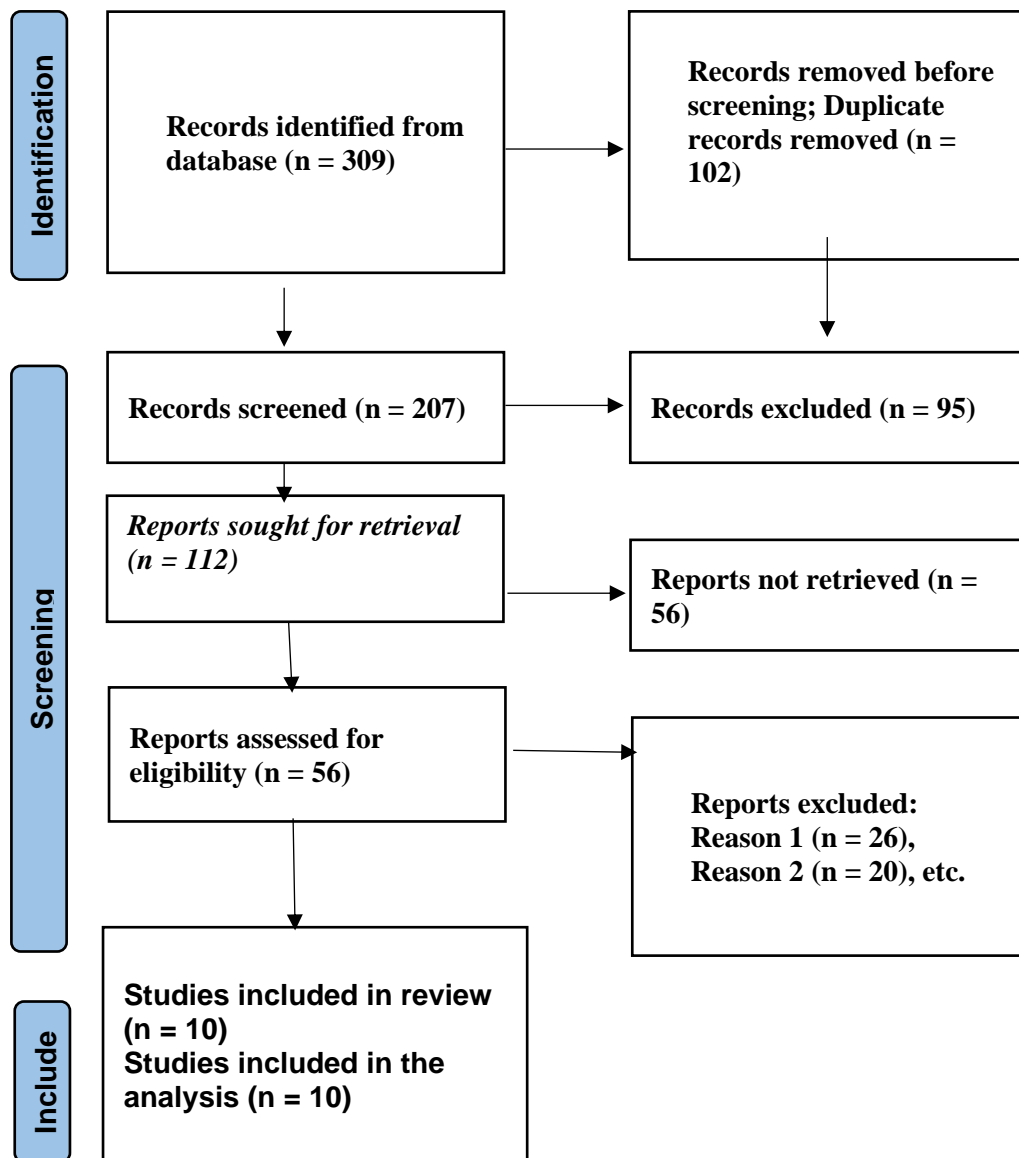 Identification
Records identified from
database (n = 309)
Records removed before
screening; Duplicate
records removed (n =
102)
Screening
Records screened (n = 207)
Records excluded (n = 95)
Reports sought for retrieval
(n = 112)
Reports not retrieved (n =
56)
Reports assessed for
eligibility (n = 56)
Reports excluded:
Reason 1 (n = 26),
Reason 2 (n = 20), etc.
Include
Studies included in review
(n = 10)
Studies included in the
analysis (n = 10)